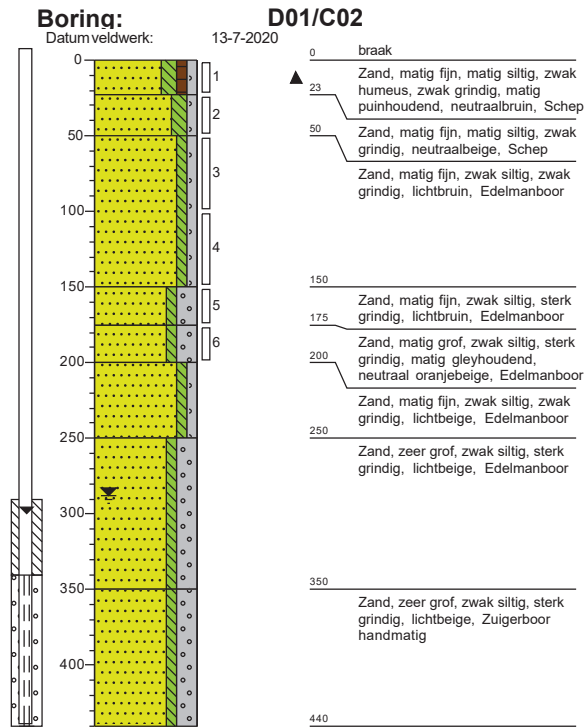 Boring: D01/C02
Datum veldwerk: 13-7-2020
0
50
100
150
200
250
300
350
400
1
2
3
4
5
6
0 braak
Zand, matig fijn, matig siltig, zwak
humeus, zwak grindig, matig
puinhoudend, neutraalbruin, Schep
23
Zand, matig fijn, matig siltig, zwak
grindig, neutraalbeige, Schep
50
Zand, matig fijn, zwak siltig, zwak
grindig, lichtbruin, Edelmanboor
150
Zand, matig fijn, zwak siltig, sterk
grindig, lichtbruin, Edelmanboor
175
Zand, matig grof, zwak siltig, sterk
grindig, matig gleyhoudend,
neutraal oranjebeige, Edelmanboor
200
Zand, matig fijn, zwak siltig, zwak
grindig, lichtbeige, Edelmanboor
250
Zand, zeer grof, zwak siltig, sterk
grindig, lichtbeige, Edelmanboor
350
Zand, zeer grof, zwak siltig, sterk
grindig, lichtbeige, Zuigerboor
handmatig
440